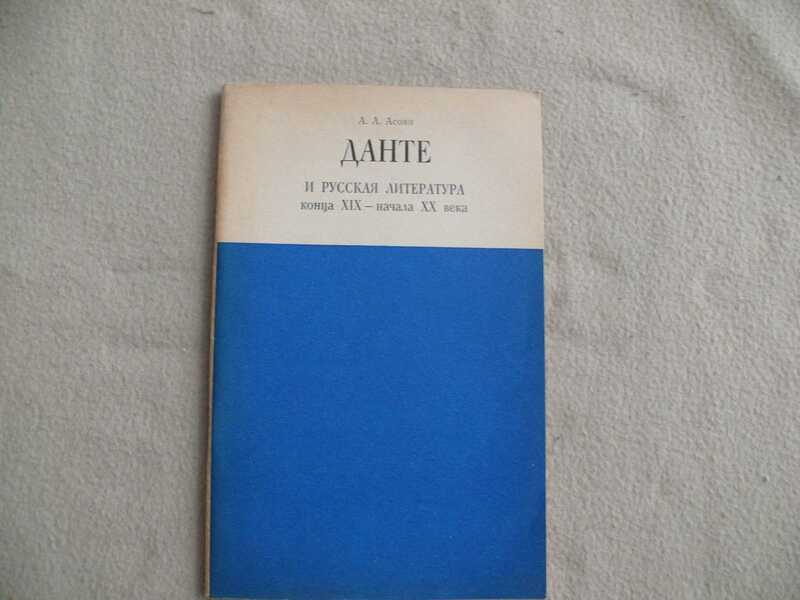 А. А. Асоян
ДАНТЕ
И РУССКАЯ ЛИТЕРАТУРА
конца XIX — начала XX века